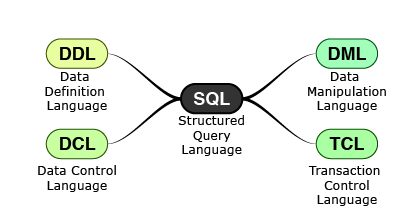 DDL
Data
Definition
Language
DCL
Data Control
Language
SQL
Structured
Query
Language
DML
Data
Manipulation
Language
TCL
Transaction
Control
Language